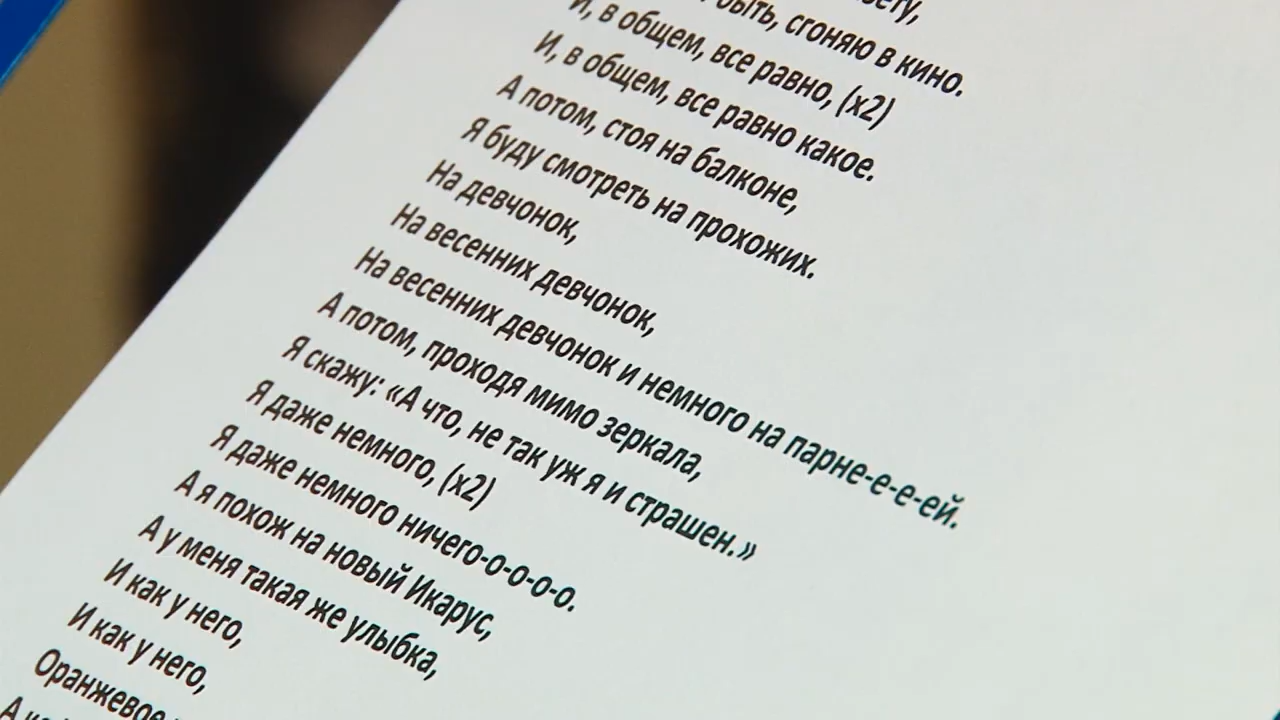 быть, сгоняю в кино.
И, в общем, все равно, (х2)
И, в общем, все равно какое.
А потом, стоя на балконе,
Я буду смотреть на прохожих.
На девчонок,
На весенних девчонок,
На весенних девчонок и немного на парне-е-е-ей.
А потом, проходя мимо зеркала,
Я скажу: «А что, не так уж я и страшен.»
Я даже немного, (х2)
Я даже немного ничего-о-о-о-о.
А я похож на новый Икарус,
А у меня такая же улыбка,
И как у него,
И как у него,
Оранжевое